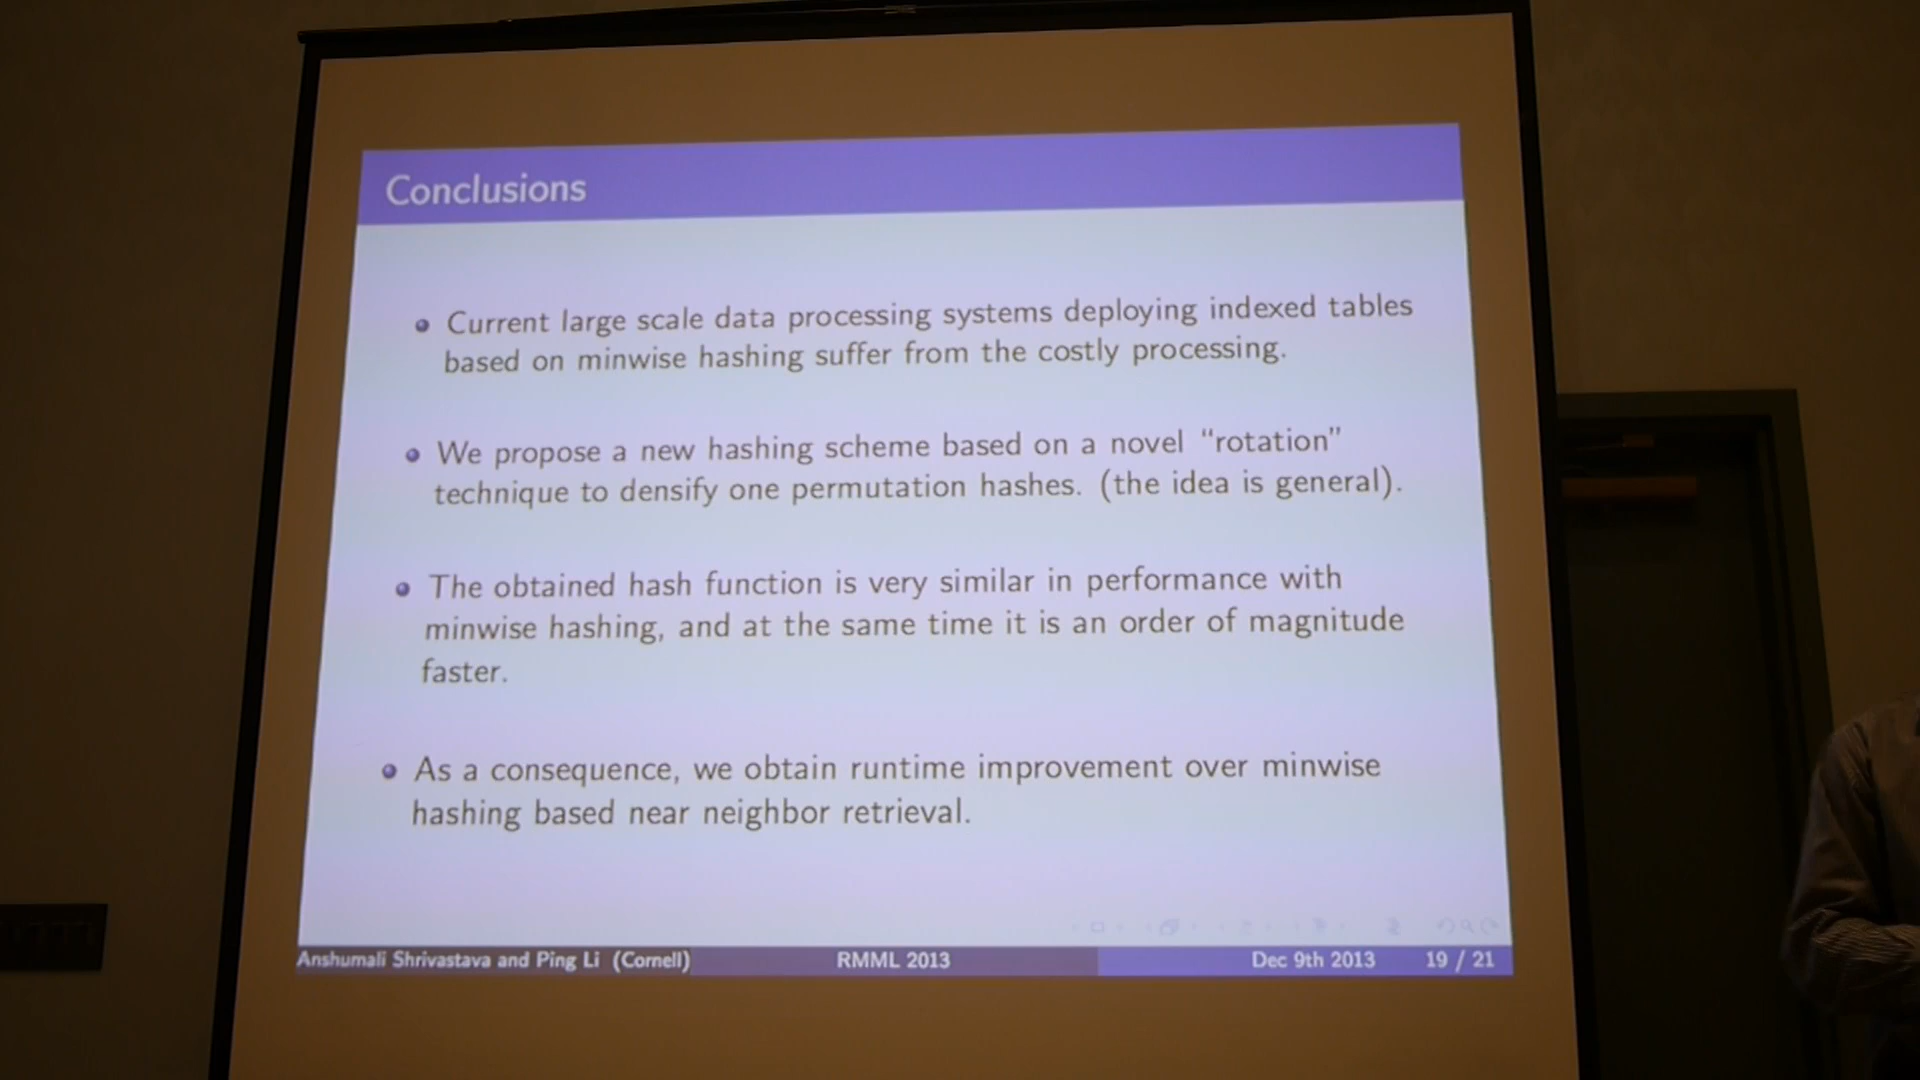 Conclusions
Current large scale data processing systems deploying indexed tables
based on minwise hashing suffer from the costly processing.
We propose a new hashing scheme based on a novel “rotation”
technique to densify one permutation hashes. (the idea is general).
The obtained hash function is very similar in performance with
minwise hashing, and at the same time it is an order of magnitude
faster.
As a consequence, we obtain runtime improvement over minwise
hashing based near neighbor retrieval.
Anshumali Shrivastava and Ping Li (Cornell) RMML 2013 Dec 9th 2013 19 / 21